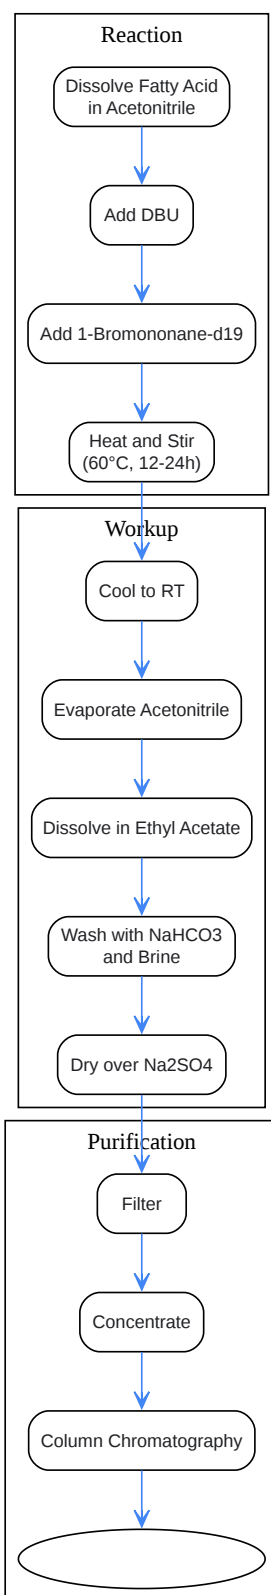 Reaction
Dissolve Fatty Acid
in Acetonitrile
Add DBU
Add 1-Bromononane-d19
Heat and Stir
(60°C, 12-24h)
Workup
Cool to RT
Evaporate Acetonitrile
Dissolve in Ethyl Acetate
Wash with NaHCO3
and Brine
Dry over Na2SO4
Purification
Filter
Concentrate
Column Chromatography